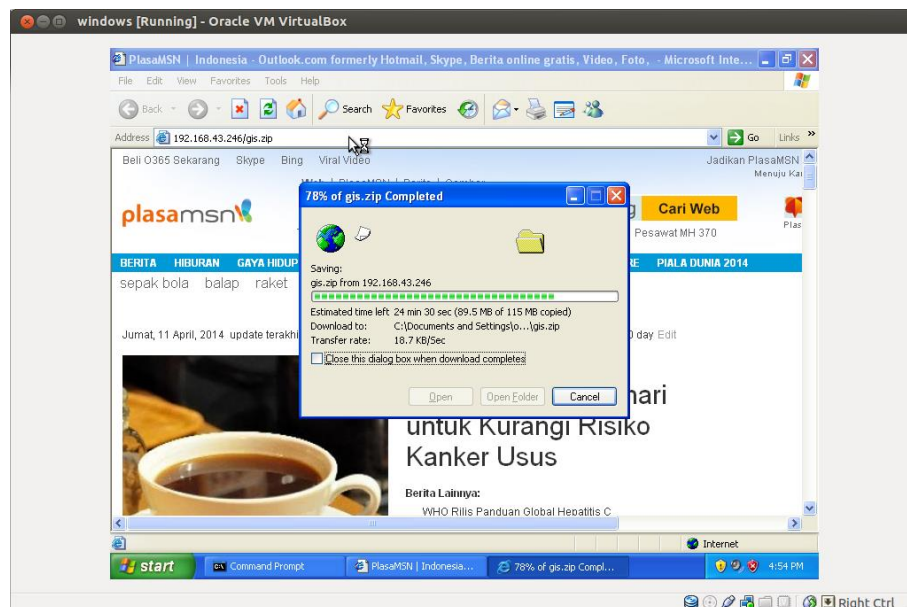 windows [Running] - Oracle VM VirtualBox
PlasaMSN | Indonesia - Outlook.com formerly Hotmail, Skype, Berita online gratis, Video, Foto, - Microsoft Inte...
File Edit View Favorites Tools Help
Back Search Favorites
Address 192.168.43.246/gis.zip Go Links »
Beli O365 Sekarang Skype Bing Viral Video Jadikan PlasaMSN
Menuju Ka
78% of gis.zip Completed
plasamsn Cari Web
Pesawat MH 370 Plas
BERITA HIBURAN GAYA HIDUP PIALA DUNIA 2014
sepak bola balap raket
Saving:
gis.zip from 192.168.43.246
Estimated time left 24 min 30 sec (89.5 MB of 115 MB copied)
Download to: C:\Documents and Settings\o...\gis.zip
Transfer rate: 18.7 KB/Sec
Close this dialog box when download completes
Open Open Folder Cancel
Jumat, 11 April, 2014 update terakhi day Edit
hari
untuk Kurangi Risiko
Kanker Usus
Berita Lainnya:
WHO Rilis Panduan Global Hepatitis C
Internet
start Command Prompt PlasaMSN | Indonesia... 78% of gis.zip Compl... 4:54 PM
Right Ctrl